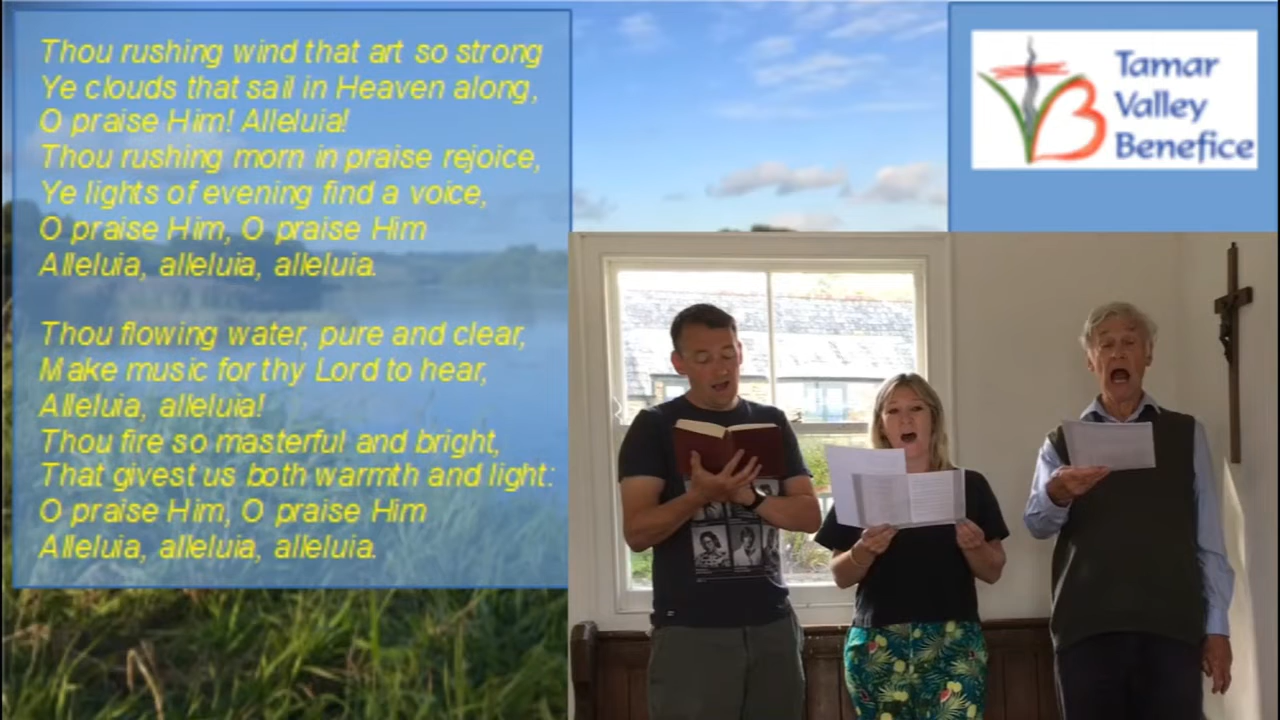 Thou rushing wind that art so strong
Ye clouds that sail in Heaven along,
O praise Him! Alleluia!
Thou rushing morn in praise rejoice,
Ye lights of evening find a voice,
O praise Him, O praise Him
Alleluia, alleluia, alleluia.
Thou flowing water, pure and clear,
Make music for thy Lord to hear,
Alleluia, alleluia!
Thou fire so masterful and bright,
That givest us both warmth and light:
O praise Him, O praise Him
Alleluia, alleluia, alleluia.
Tamar
Valley
Benefice